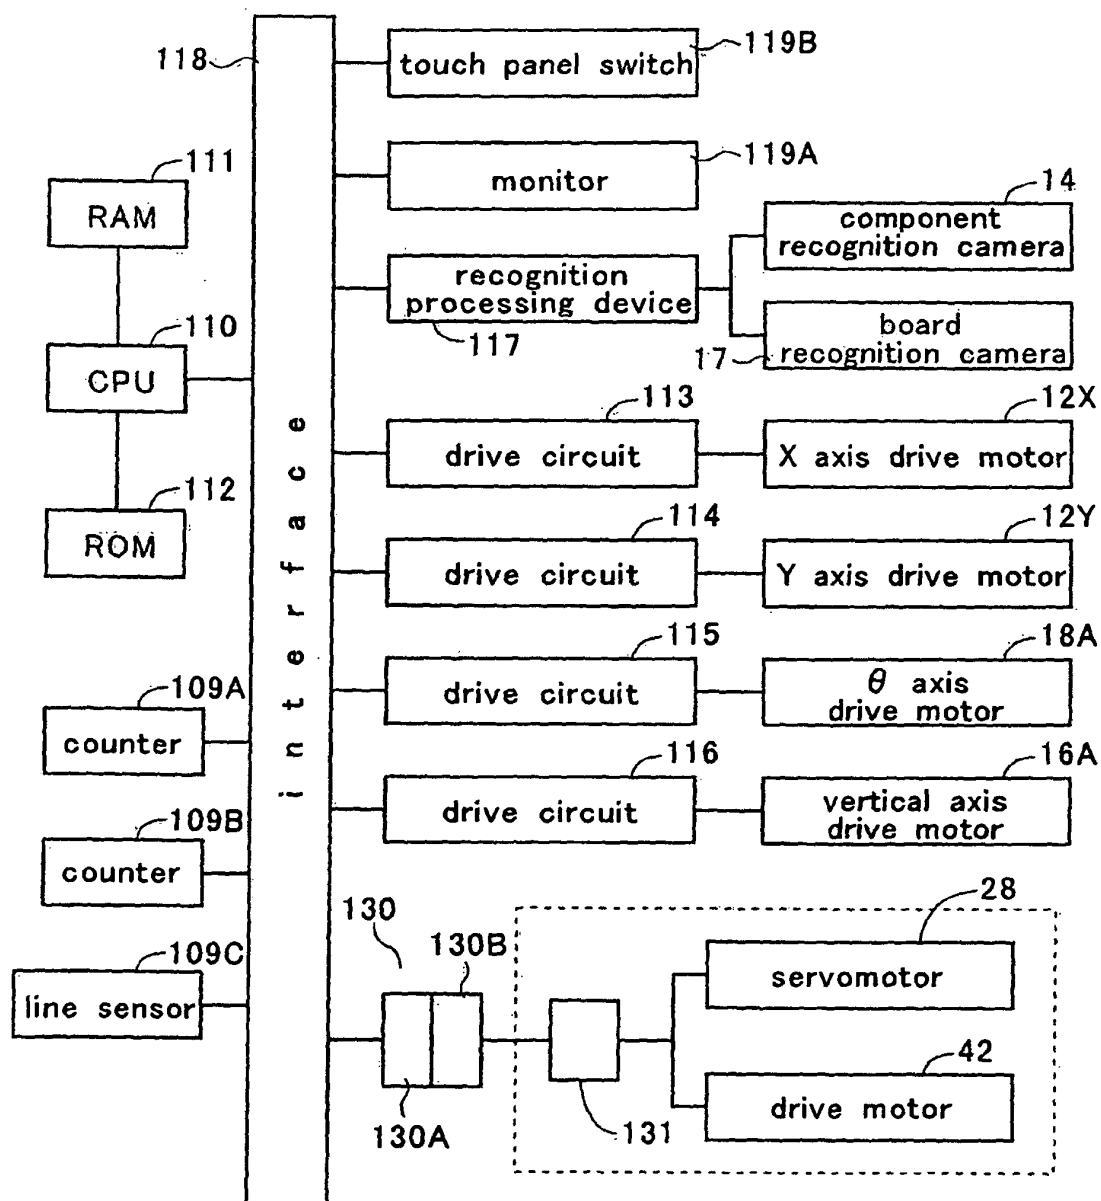 118
119B
touch panel switch
119A
monitor
111
RAM
14
component
recognition camera
recognition
processing device
117
board
17 recognition camera
110
CPU
interface
113
drive circuit
12X
X axis drive motor
112
ROM
114
drive circuit
12Y
Y axis drive motor
115
drive circuit
18A
θ axis
drive motor
109A
counter
116
drive circuit
16A
vertical axis
drive motor
109B
counter
109C
line sensor
130
130B
130A
131
28
servomotor
42
drive motor